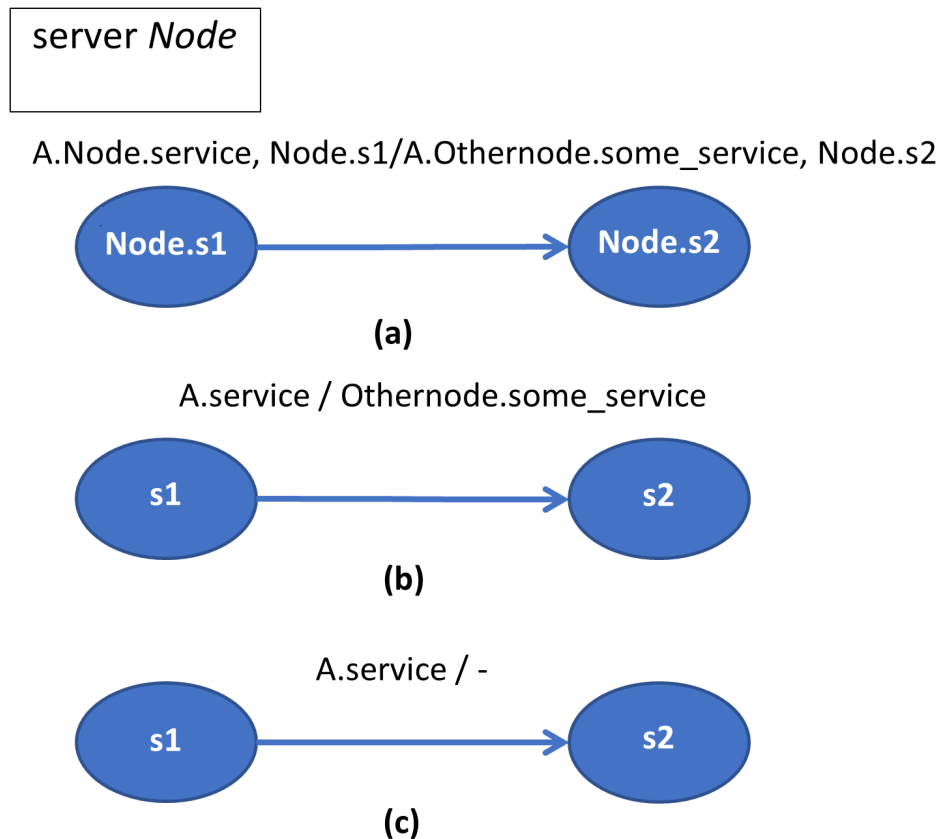 server Node
A.Node.service, Node.s1/A.Othernode.some_service, Node.s2
Node.s1 Node.s2
(a)
A.service / Othernode.some_service
s1 s2
(b)
A.service / -
s1 s2
(c)